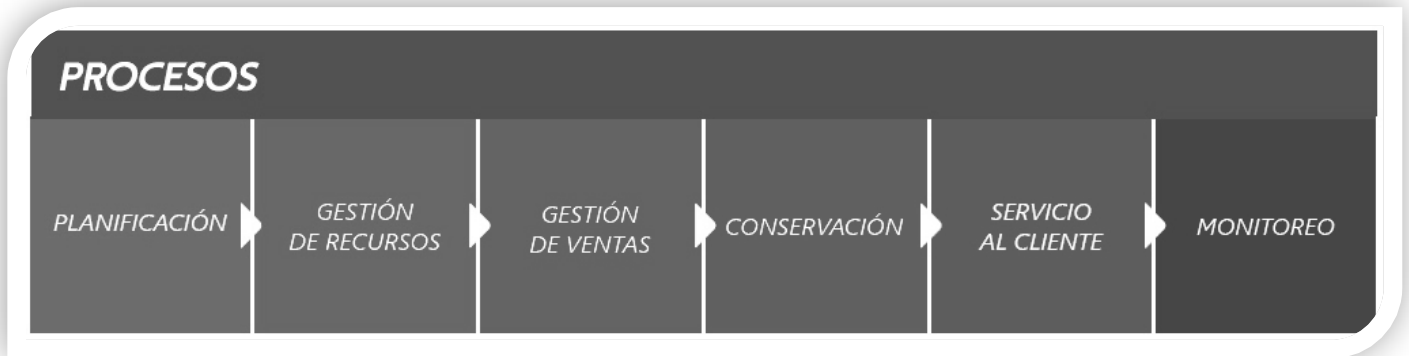 PROCESOS
PLANIFICACIÓN
GESTIÓN
DE RECURSOS
GESTIÓN
DE VENTAS
CONSERVACIÓN
SERVICIO
AL CLIENTE
MONITOREO